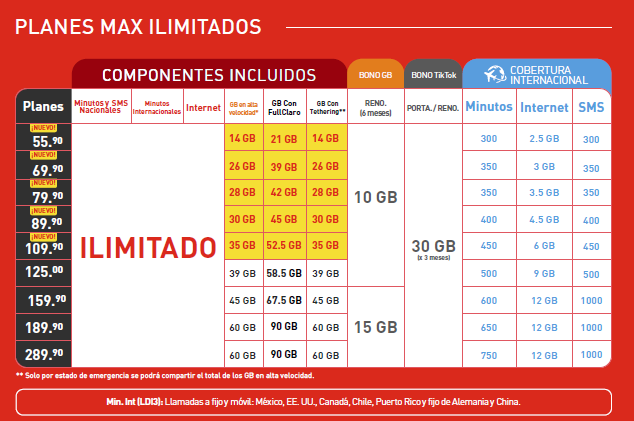 PLANES MAX ILIMITADOS
COMPONENTES INCLUIDOS BONO GB BONO TikTok COBERTURA INTERNACIONAL
Planes Minutos y SMS Nacionales Minutos Internacionales Internet GB en alta velocidad* GB Con FullClaro GB Con Tethering** RENO. (6 meses) PORTA./ RENO. Minutos Internet SMS
¡NUEVO!
55.90 14 GB 21 GB 14 GB 300 2.5 GB 300
¡NUEVO!
69.90 26 GB 39 GB 26 GB 350 3 GB 350
¡NUEVO!
79.90 28 GB 42 GB 28 GB 10 GB 350 3.5 GB 350
¡NUEVO!
89.90 30 GB 45 GB 30 GB 400 4.5 GB 400
¡NUEVO!
109.90 ILIMITADO 35 GB 52.5 GB 35 GB 30 GB (x 3 meses) 450 6 GB 450
125.00 39 GB 58.5 GB 39 GB 500 9 GB 500
159.90 45 GB 67.5 GB 45 GB 600 12 GB 1000
189.90 60 GB 90 GB 60 GB 15 GB 650 12 GB 1000
289.90 60 GB 90 GB 60 GB 750 12 GB 1000
** Solo por estado de emergencia se podrá compartir el total de los GB en alta velocidad.
Min. Int (LDI3): Llamadas a fijo y móvil: México, EE. UU., Canadá, Chile, Puerto Rico y fijo de Alemania y China.